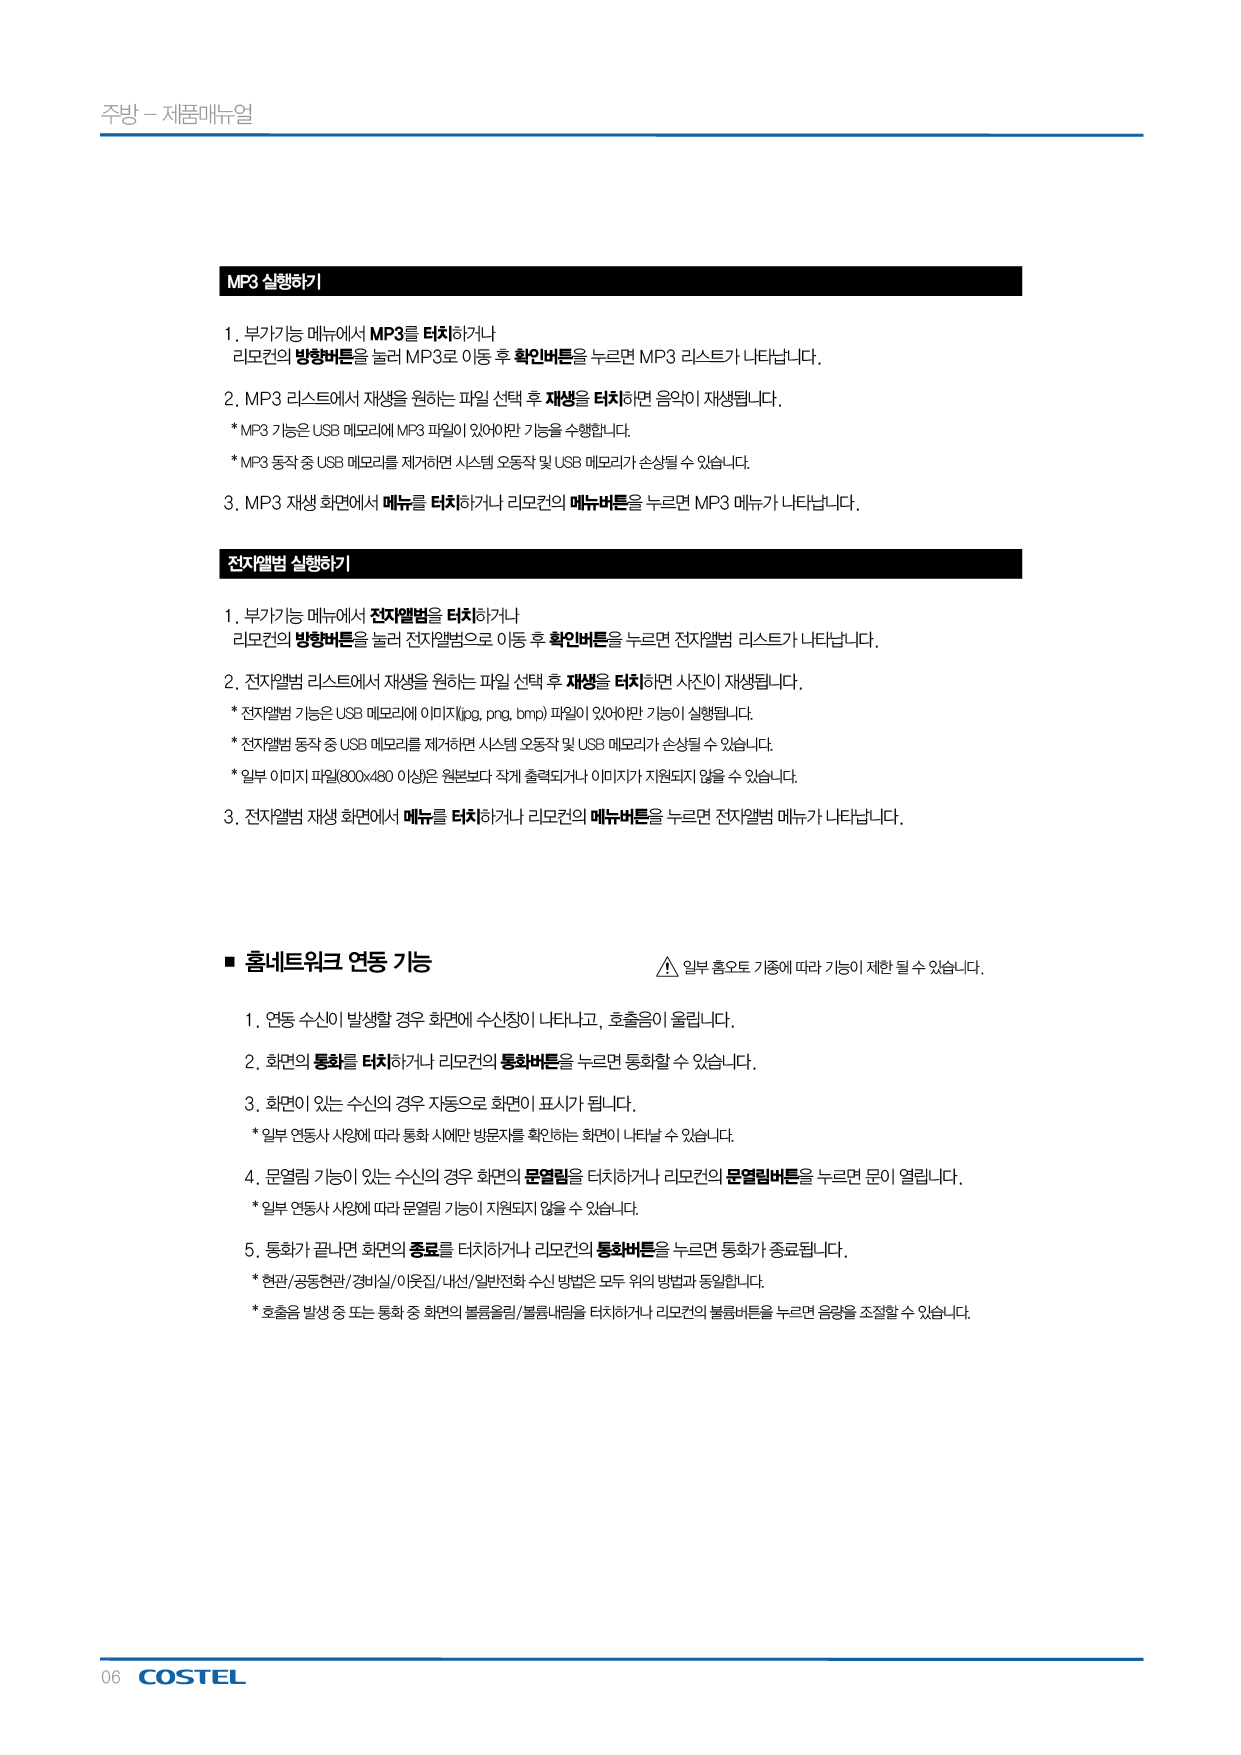 주방 – 제품매뉴얼
MP3 실행하기
1. 부가기능 메뉴에서 MP3를 터치하거나
리모컨의 방향버튼을 눌러 MP3로 이동 후 확인버튼을 누르면 MP3 리스트가 나타납니다.
2. MP3 리스트에서 재생을 원하는 파일 선택 후 재생을 터치하면 음악이 재생됩니다.
* MP3 기능은 USB 메모리에 MP3 파일이 있어야만 기능을 수행합니다.
* MP3 동작 중 USB 메모리를 제거하면 시스템 오동작 및 USB 메모리가 손상될 수 있습니다.
3. MP3 재생 화면에서 메뉴를 터치하거나 리모컨의 메뉴버튼을 누르면 MP3 메뉴가 나타납니다.
전자앨범 실행하기
1. 부가기능 메뉴에서 전자앨범을 터치하거나
리모컨의 방향버튼을 눌러 전자앨범으로 이동 후 확인버튼을 누르면 전자앨범 리스트가 나타납니다.
2. 전자앨범 리스트에서 재생을 원하는 파일 선택 후 재생을 터치하면 사진이 재생됩니다.
* 전자앨범 기능은 USB 메모리에 이미지(jpg, png, bmp) 파일이 있어야만 기능이 실행됩니다.
* 전자앨범 동작 중 USB 메모리를 제거하면 시스템 오동작 및 USB 메모리가 손상될 수 있습니다.
* 일부 이미지 파일(800x480 이상)은 원본보다 작게 출력되거나 이미지가 지원되지 않을 수 있습니다.
3. 전자앨범 재생 화면에서 메뉴를 터치하거나 리모컨의 메뉴버튼을 누르면 전자앨범 메뉴가 나타납니다.
■ 홈네트워크 연동 기능
⚠ 일부 홈오토 기종에 따라 기능이 제한 될 수 있습니다.
1. 연동 수신이 발생할 경우 화면에 수신창이 나타나고, 호출음이 울립니다.
2. 화면의 통화를 터치하거나 리모컨의 통화버튼을 누르면 통화할 수 있습니다.
3. 화면이 있는 수신의 경우 자동으로 화면이 표시가 됩니다.
* 일부 연동사 사양에 따라 통화 시에만 방문자를 확인하는 화면이 나타날 수 있습니다.
4. 문열림 기능이 있는 수신의 경우 화면의 문열림을 터치하거나 리모컨의 문열림버튼을 누르면 문이 열립니다.
* 일부 연동사 사양에 따라 문열림 기능이 지원되지 않을 수 있습니다.
5. 통화가 끝나면 화면의 종료를 터치하거나 리모컨의 통화버튼을 누르면 통화가 종료됩니다.
* 현관/공동현관/경비실/이웃집/내선/일반전화 수신 방법은 모두 위의 방법과 동일합니다.
* 호출음 발생 중 또는 통화 중 화면의 볼륨올림/볼륨내림을 터치하거나 리모컨의 볼륨버튼을 누르면 음량을 조절할 수 있습니다.
06 COSTEL